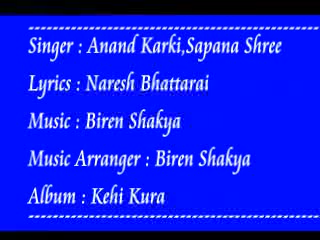 Singer : Anand Karki,Sapana Shree
Lyrics : Naresh Bhattarai
Music : Biren Shakya
Music Arranger : Biren Shakya
Album : Kehi Kura